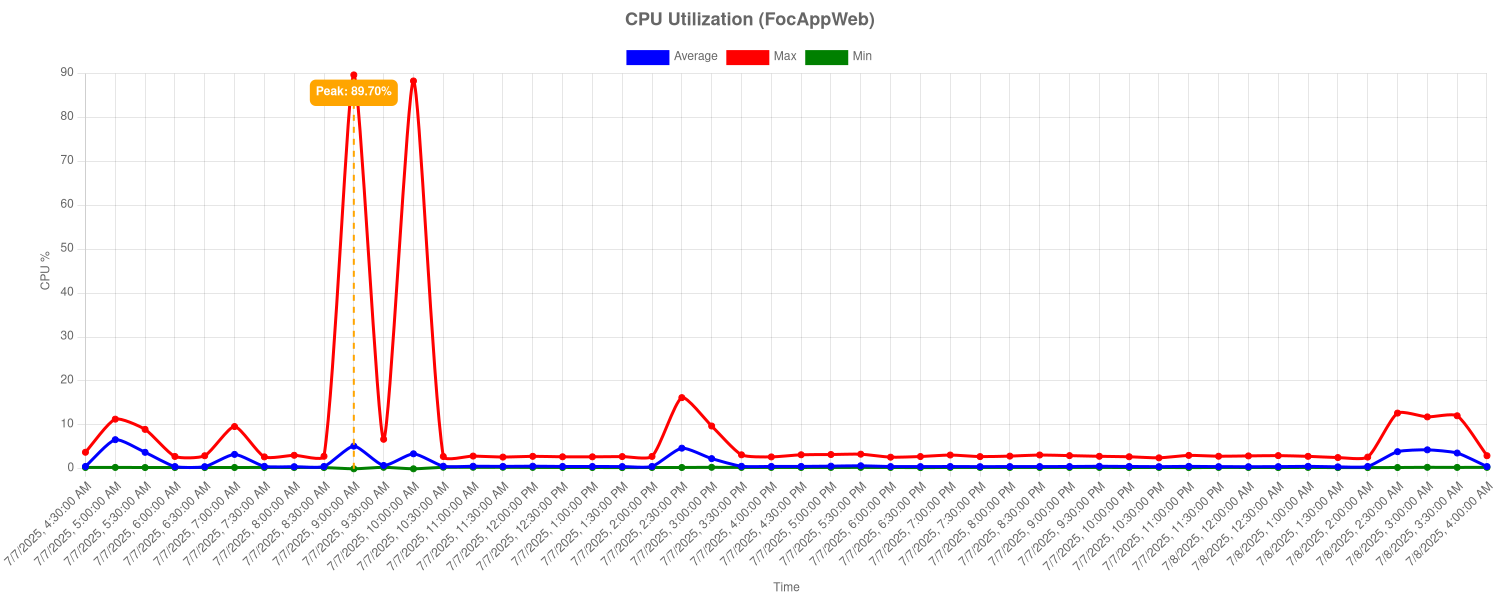 CPU Utilization (FocAppWeb)
Average Max Min
Peak: 89.70%
CPU %
90
80
70
60
50
40
30
20
10
0
7/7/2025, 4:30:00 AM
7/7/2025, 5:00:00 AM
7/7/2025, 5:30:00 AM
7/7/2025, 6:00:00 AM
7/7/2025, 6:30:00 AM
7/7/2025, 7:00:00 AM
7/7/2025, 7:30:00 AM
7/7/2025, 8:00:00 AM
7/7/2025, 8:30:00 AM
7/7/2025, 9:00:00 AM
7/7/2025, 9:30:00 AM
7/7/2025, 10:00:00 AM
7/7/2025, 10:30:00 AM
7/7/2025, 11:00:00 AM
7/7/2025, 11:30:00 AM
7/7/2025, 12:00:00 PM
7/7/2025, 12:30:00 PM
7/7/2025, 1:00:00 PM
7/7/2025, 1:30:00 PM
7/7/2025, 2:00:00 PM
7/7/2025, 2:30:00 PM
7/7/2025, 3:00:00 PM
7/7/2025, 3:30:00 PM
7/7/2025, 4:00:00 PM
7/7/2025, 4:30:00 PM
7/7/2025, 5:00:00 PM
7/7/2025, 5:30:00 PM
7/7/2025, 6:00:00 PM
7/7/2025, 6:30:00 PM
7/7/2025, 7:00:00 PM
7/7/2025, 7:30:00 PM
7/7/2025, 8:00:00 PM
7/7/2025, 8:30:00 PM
7/7/2025, 9:00:00 PM
7/7/2025, 9:30:00 PM
7/7/2025, 10:00:00 PM
7/7/2025, 10:30:00 PM
7/7/2025, 11:00:00 PM
7/7/2025, 11:30:00 PM
7/8/2025, 12:00:00 AM
7/8/2025, 12:30:00 AM
7/8/2025, 1:00:00 AM
7/8/2025, 1:30:00 AM
7/8/2025, 2:00:00 AM
7/8/2025, 2:30:00 AM
7/8/2025, 3:00:00 AM
7/8/2025, 3:30:00 AM
7/8/2025, 4:00:00 AM
Time